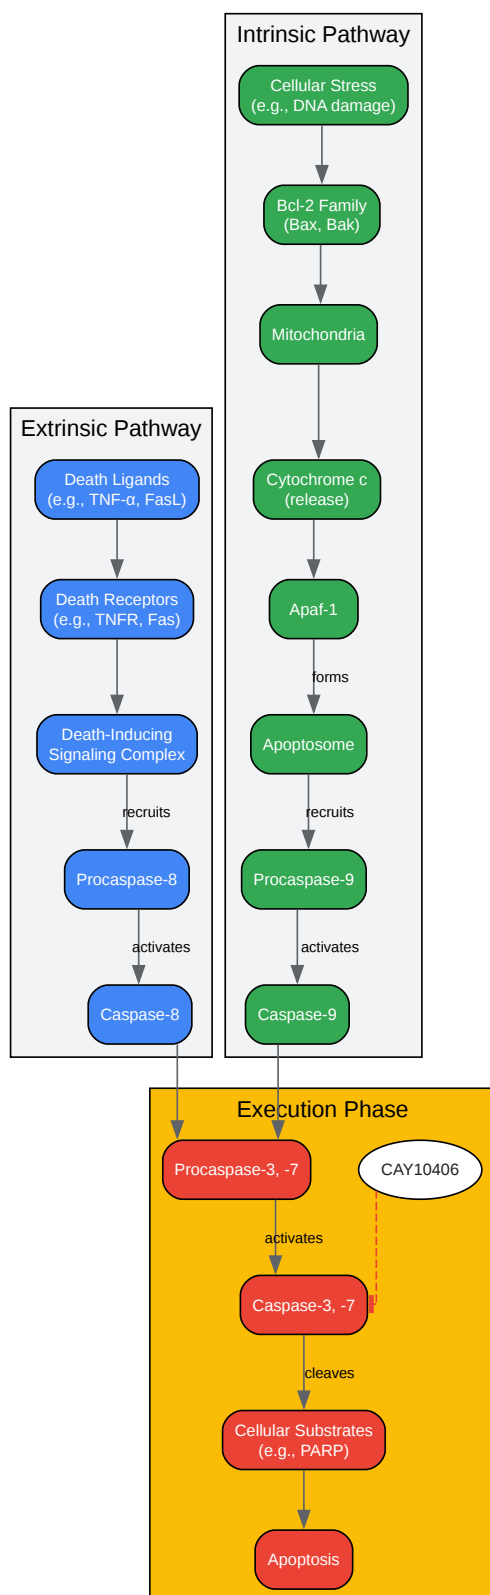 Intrinsic Pathway
Cellular Stress
(e.g., DNA damage)
Bcl-2 Family
(Bax, Bak)
Mitochondria
Cytochrome c
(release)
Apaf-1
forms
Apoptosome
recruits
Procaspase-9
activates
Caspase-9
Extrinsic Pathway
Death Ligands
(e.g., TNF-α, FasL)
Death Receptors
(e.g., TNFR, Fas)
Death-Inducing
Signaling Complex
recruits
Procaspase-8
activates
Caspase-8
Execution Phase
Procaspase-3, -7
CAY10406
activates
Caspase-3, -7
cleaves
Cellular Substrates
(e.g., PARP)
Apoptosis